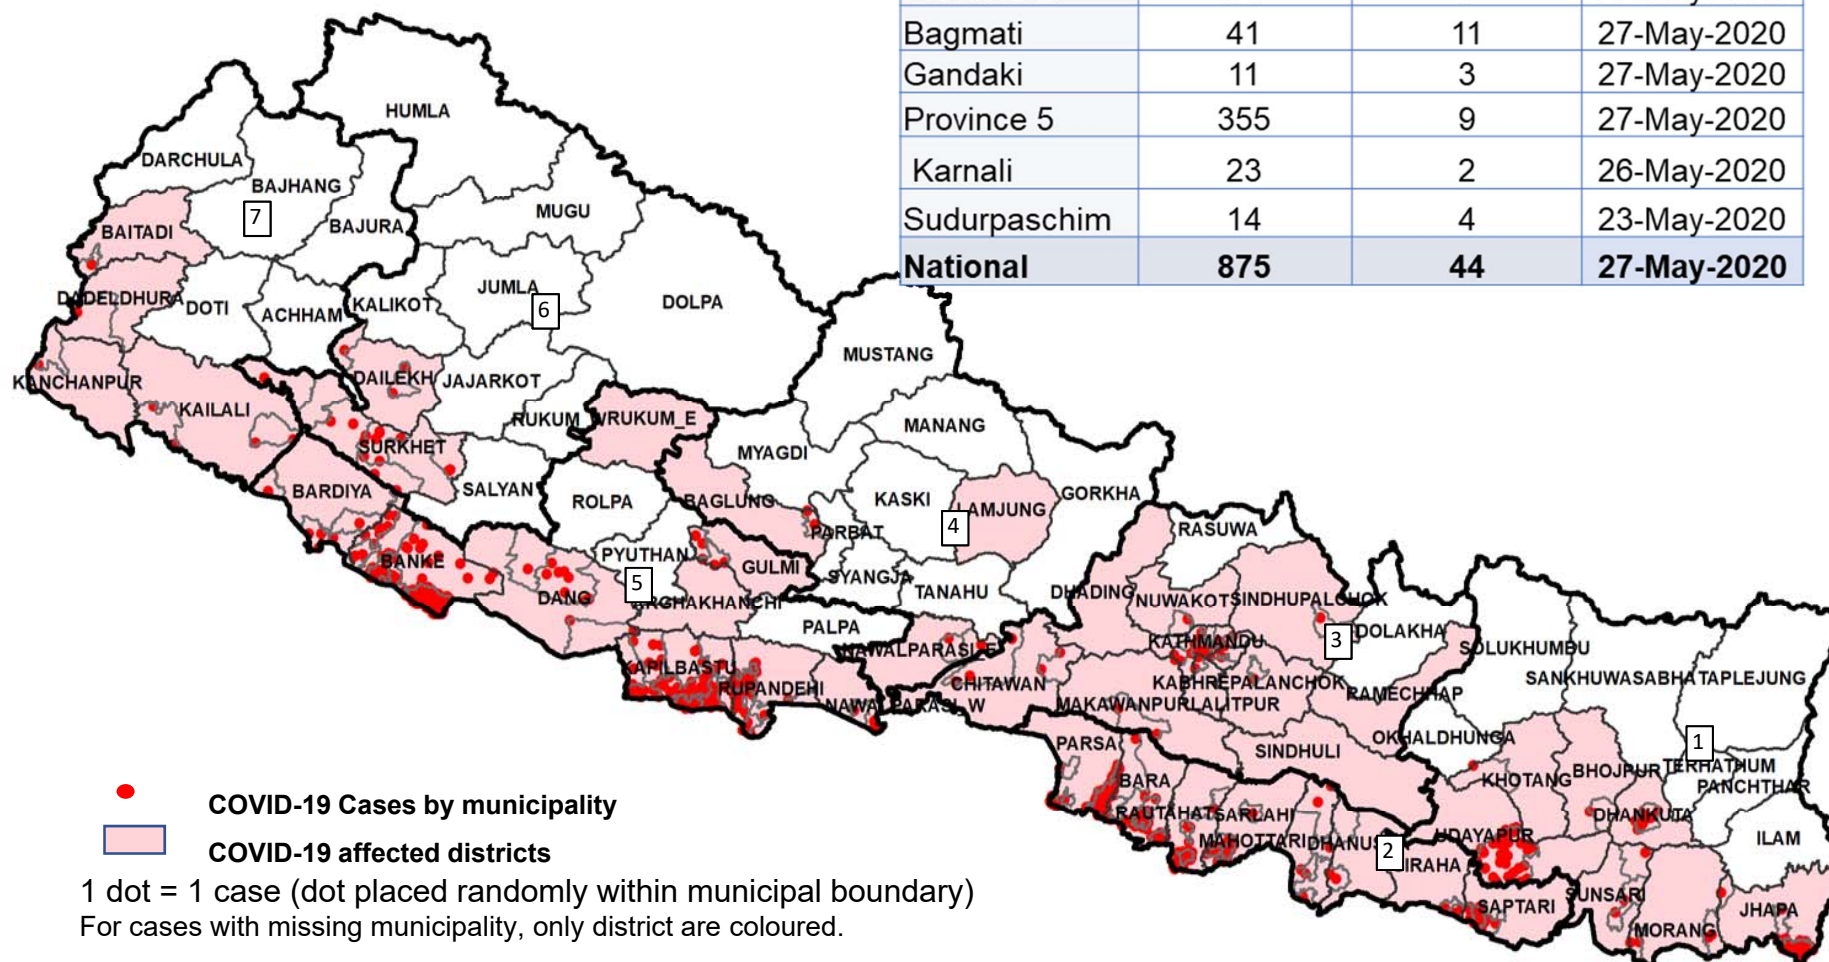 Bagmati 41 11 27-May-2020
Gandaki 11 3 27-May-2020
Province 5 355 9 27-May-2020
Karnali 23 2 26-May-2020
Sudurpaschim 14 4 23-May-2020
National 875 44 27-May-2020
HUMLA
DARCHULA
BAJHANG
MUGU
7
BAJURA
BAITADI
JUMLA
DADELDHURA
DOTI
ACHHAM
KALIKOT
6
DOLPA
MUSTANG
KANCHANPUR
DAILEKH
JAJARKOT
KAILALI
RUKUM_W
RUKUM_E
MANANG
SURKHET
MYAGDI
BARDIYA
SALYAN
ROLPA
BAGLUNG
KASKI
LAMJUNG
GORKHA
4
PARBAT
RASUWA
BANKE
PYUTHAN
GULMI
SYANGJA
TANAHU
5
DANG
ARGHAKHANCHI
DHADING
NUWAKOT
SINDHUPALCHOK
PALPA
3
DOLAKHA
KATHMANDU
NAWALPARASI_E
SOLUKHUMBU
KAPILBASTU
RUPANDEHI
CHITAWAN
KABHREPALANCHOK
SANKHUWASABHA
TAPLEJUNG
RAMECHHAP
NAWALPARASI_W
MAKAWANPUR
LALITPUR
OKHALDHUNGA
PARSA
SINDHULI
1
BARA
KHOTANG
BHOJPUR
TERHATHUM
PANCHTHAR
RAUTAHAT
SARLAHI
DHANKUTA
MAHOTTARI
DHANUS
2
UDAYAPUR
ILAM
IRAHA
SUNSARI
SAPTARI
JHAPA
MORANG
COVID-19 Cases by municipality
COVID-19 affected districts
1 dot = 1 case (dot placed randomly within municipal boundary)
For cases with missing municipality, only district are coloured.